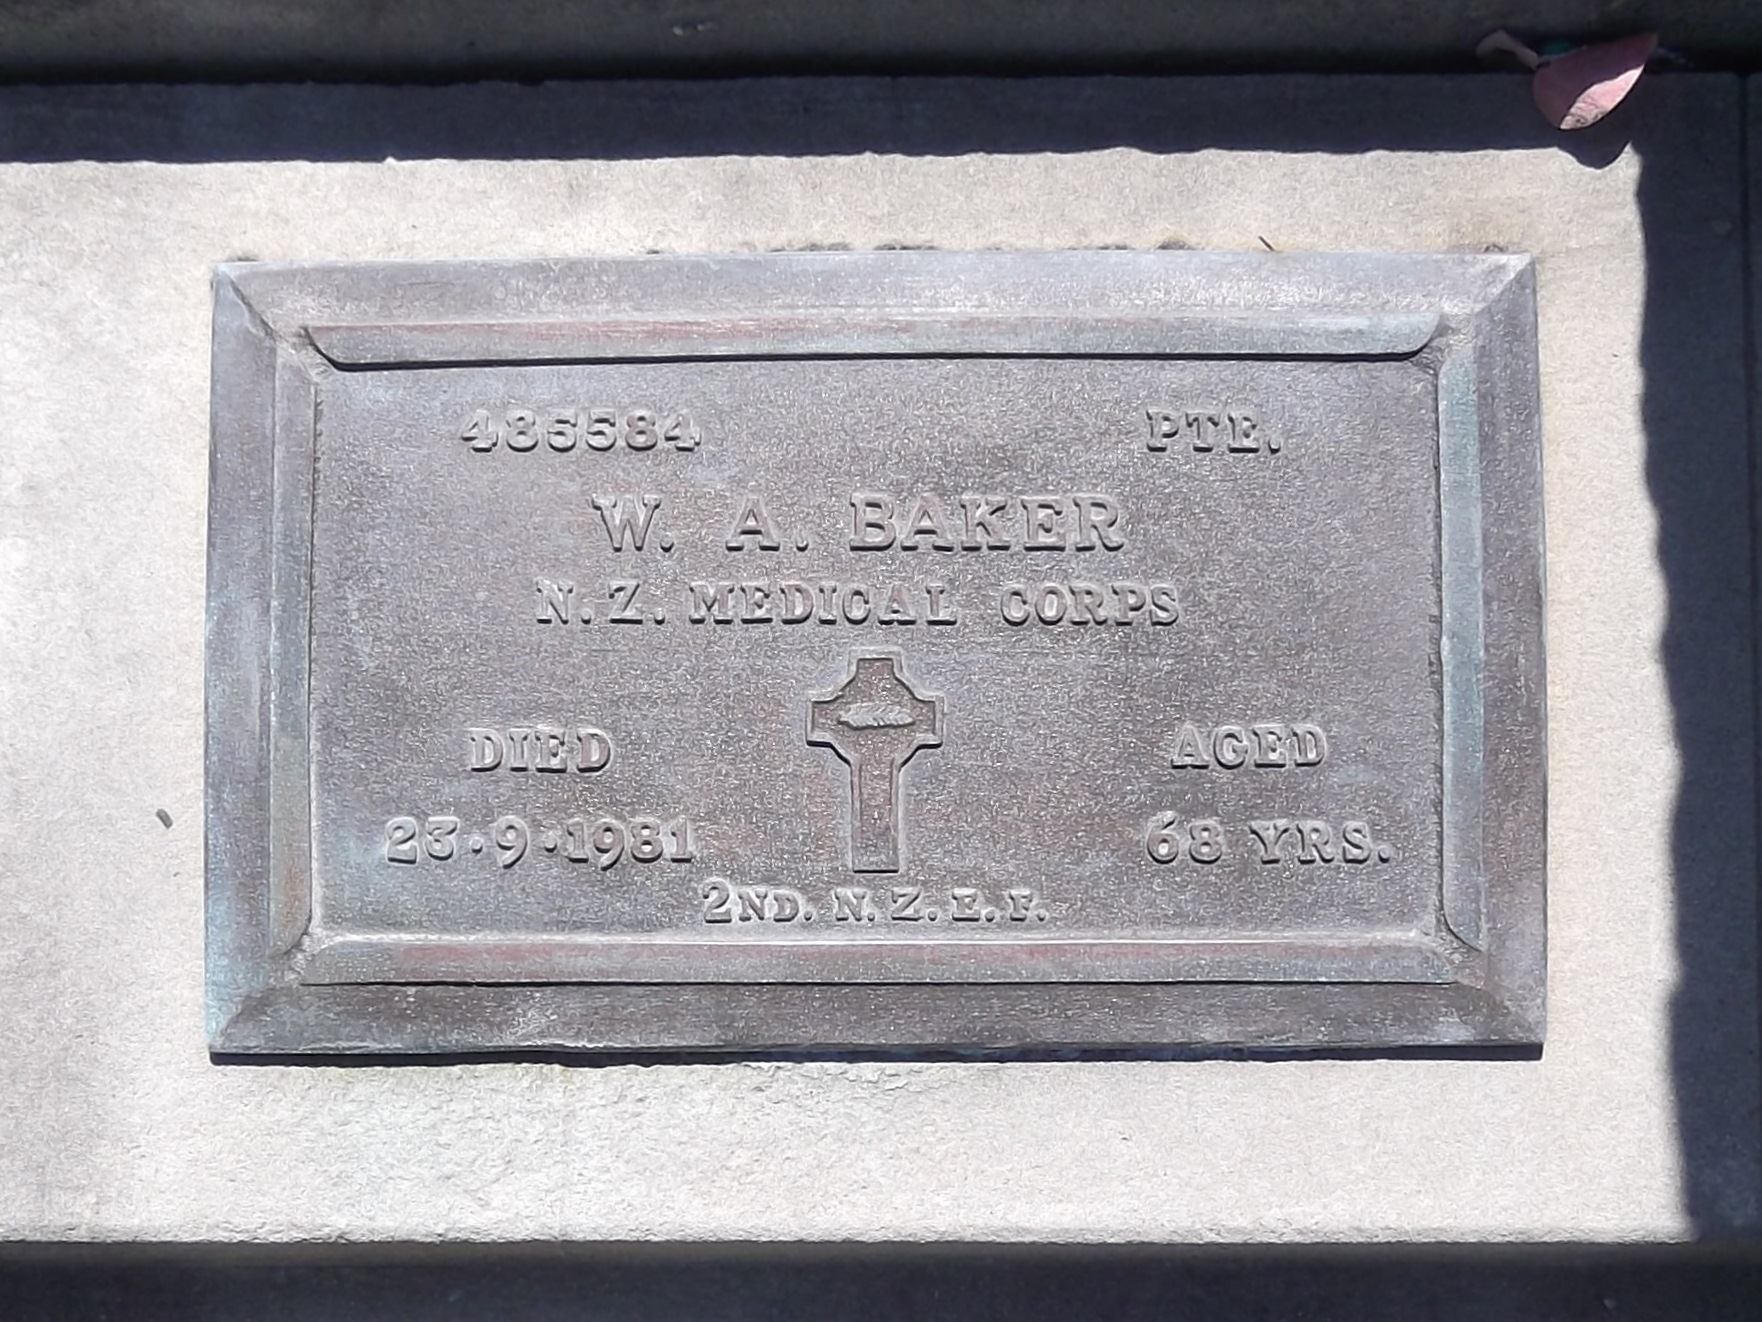 485584 PTE.
W. A. BAKER
N.Z. MEDICAL CORPS
DIED AGED
23·9·1981 68 YRS.
2ND. N.Z.E.F.